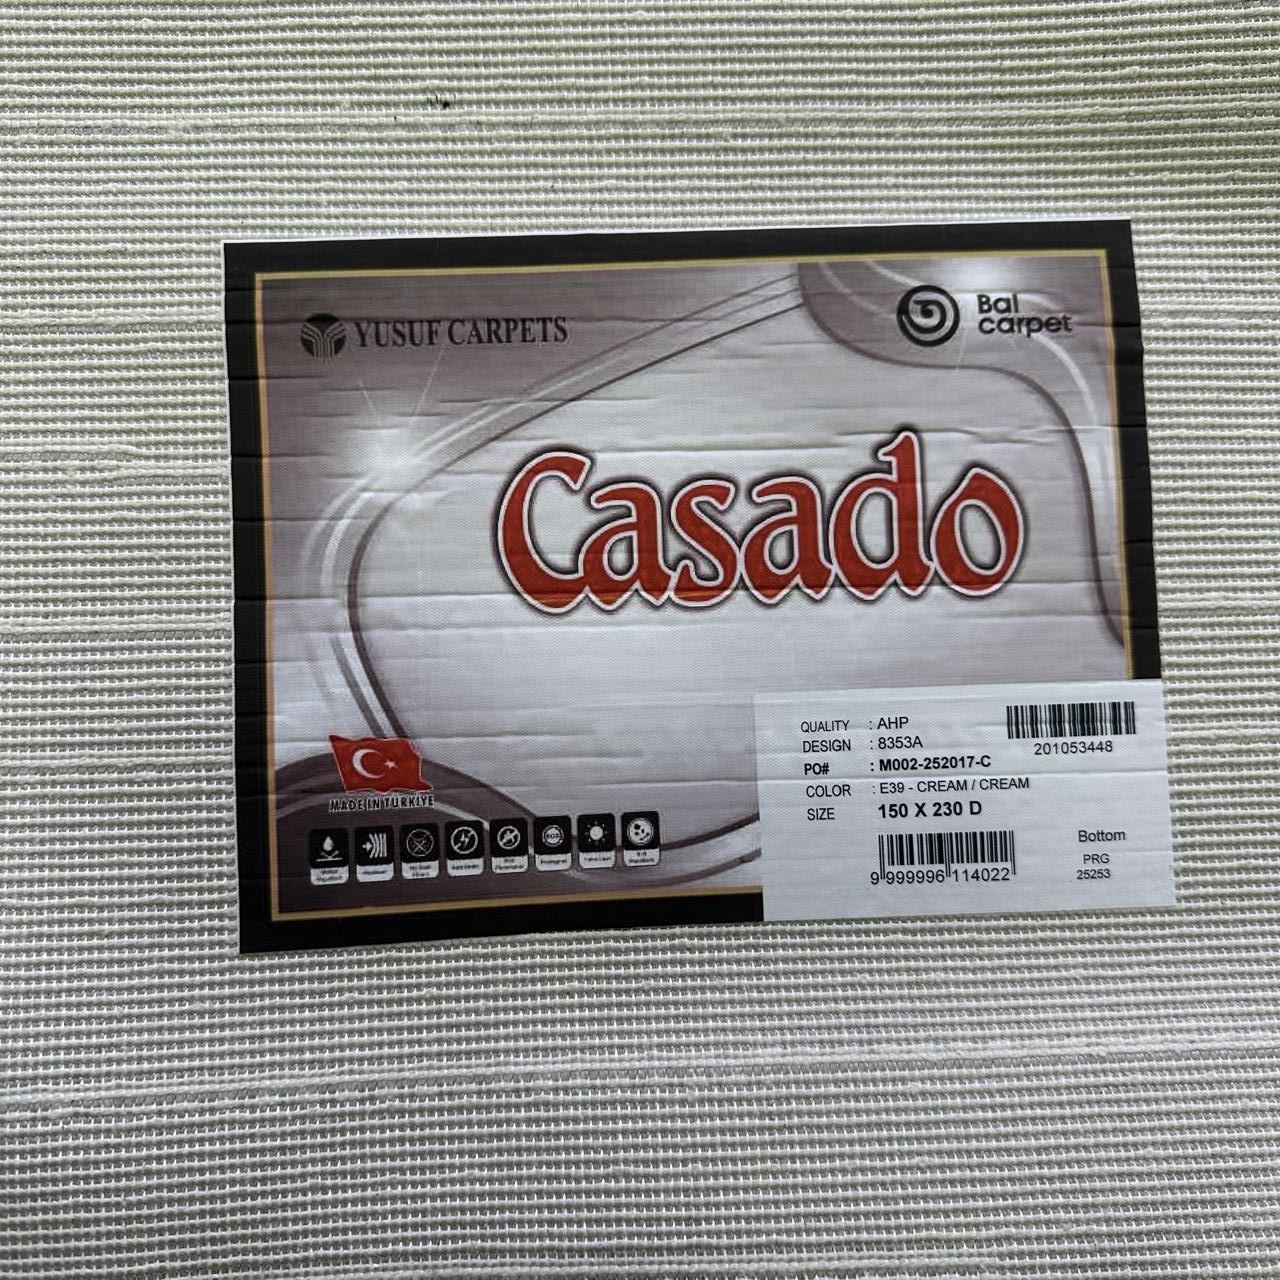 YUSUF CARPETS
Bal
carpet
Casado
MADE IN TURKIYE
QUALITY : AHP
DESIGN : 8353A
PO# : M002-252017-C
COLOR : E39 - CREAM / CREAM
SIZE 150 X 230 D
201053448
9 999996 114022
Bottom
PRG
25253